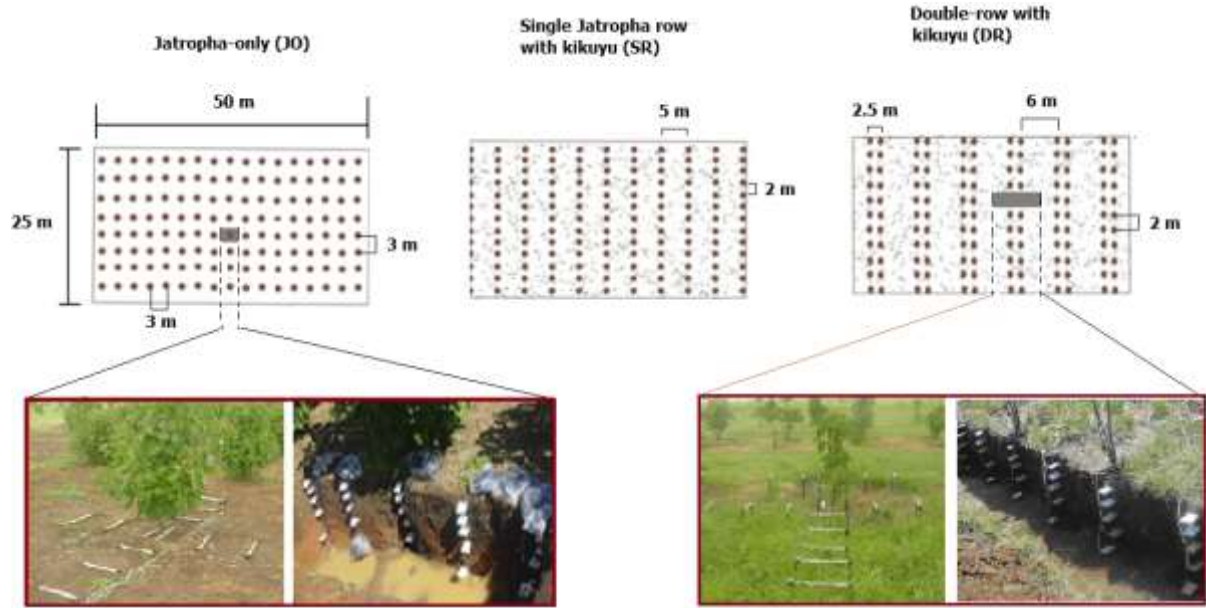 Jatropha-only (JO)
Single Jatropha row
with kikuyu (SR)
Double-row with
kikuyu (DR)
50 m
5 m
2.5 m
6 m
25 m
3 m
2 m
2 m
3 m